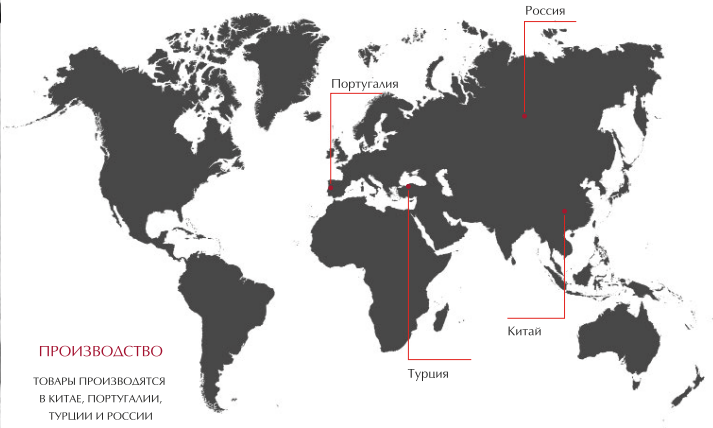 Россия
Португалия
Китай
Турция
ПРОИЗВОДСТВО
ТОВАРЫ ПРОИЗВОДЯТСЯ
В КИТАЕ, ПОРТУГАЛИИ,
ТУРЦИИ И РОССИИ